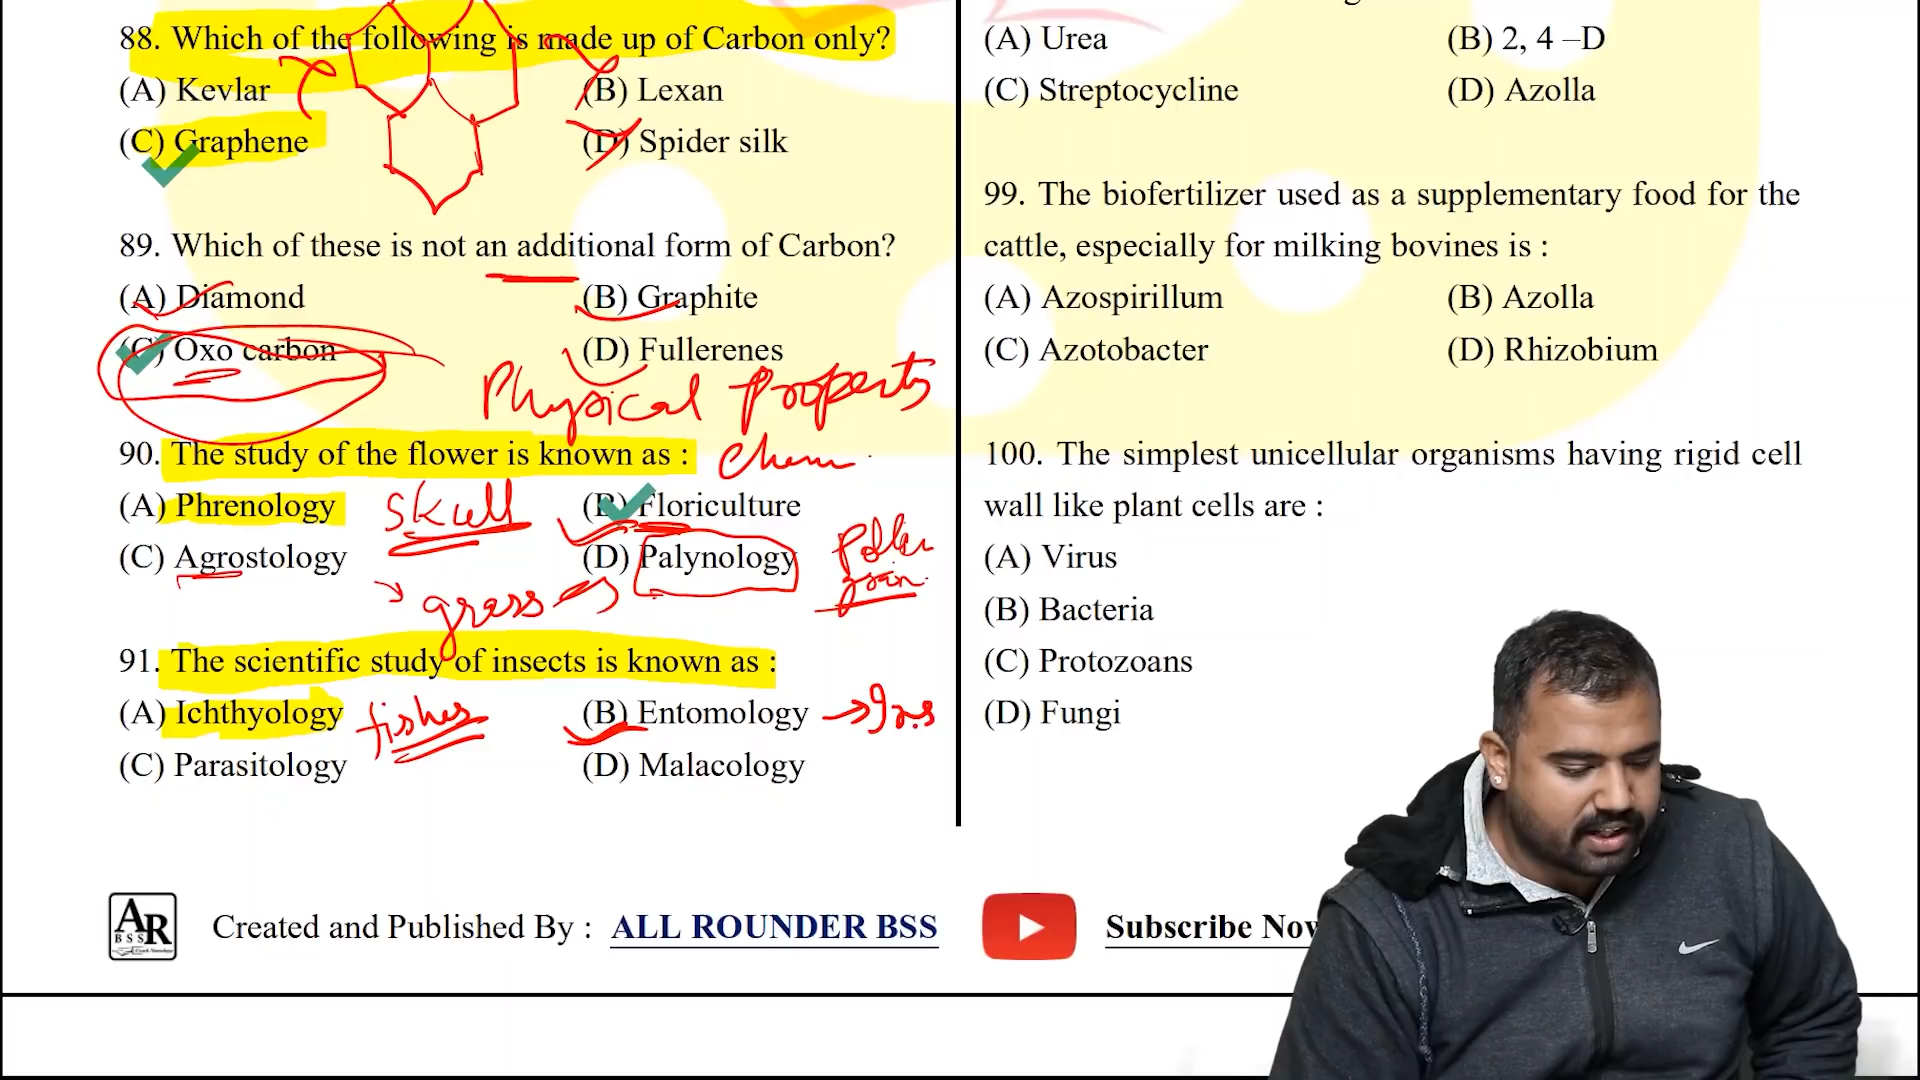 88. Which of the following is made up of Carbon only?
(A) Kevlar (B) Lexan
(C) Graphene (D) Spider silk
89. Which of these is not an additional form of Carbon?
(A) Diamond (B) Graphite
(C) Oxo carbon (D) Fullerenes
Physical Property
Chem
90. The study of the flower is known as :
(A) Phrenology skull (B) Floriculture
(C) Agrostology (D) Palynology
grass
91. The scientific study of insects is known as :
(A) Ichthyology fishes (B) Entomology
(C) Parasitology (D) Malacology
(A) Urea (B) 2, 4 –D
(C) Streptocycline (D) Azolla
99. The biofertilizer used as a supplementary food for the
cattle, especially for milking bovines is :
(A) Azospirillum (B) Azolla
(C) Azotobacter (D) Rhizobium
100. The simplest unicellular organisms having rigid cell
wall like plant cells are :
(A) Virus
(B) Bacteria
(C) Protozoans
(D) Fungi
AR
BSS
Created and Published By : ALL ROUNDER BSS
Subscribe Now